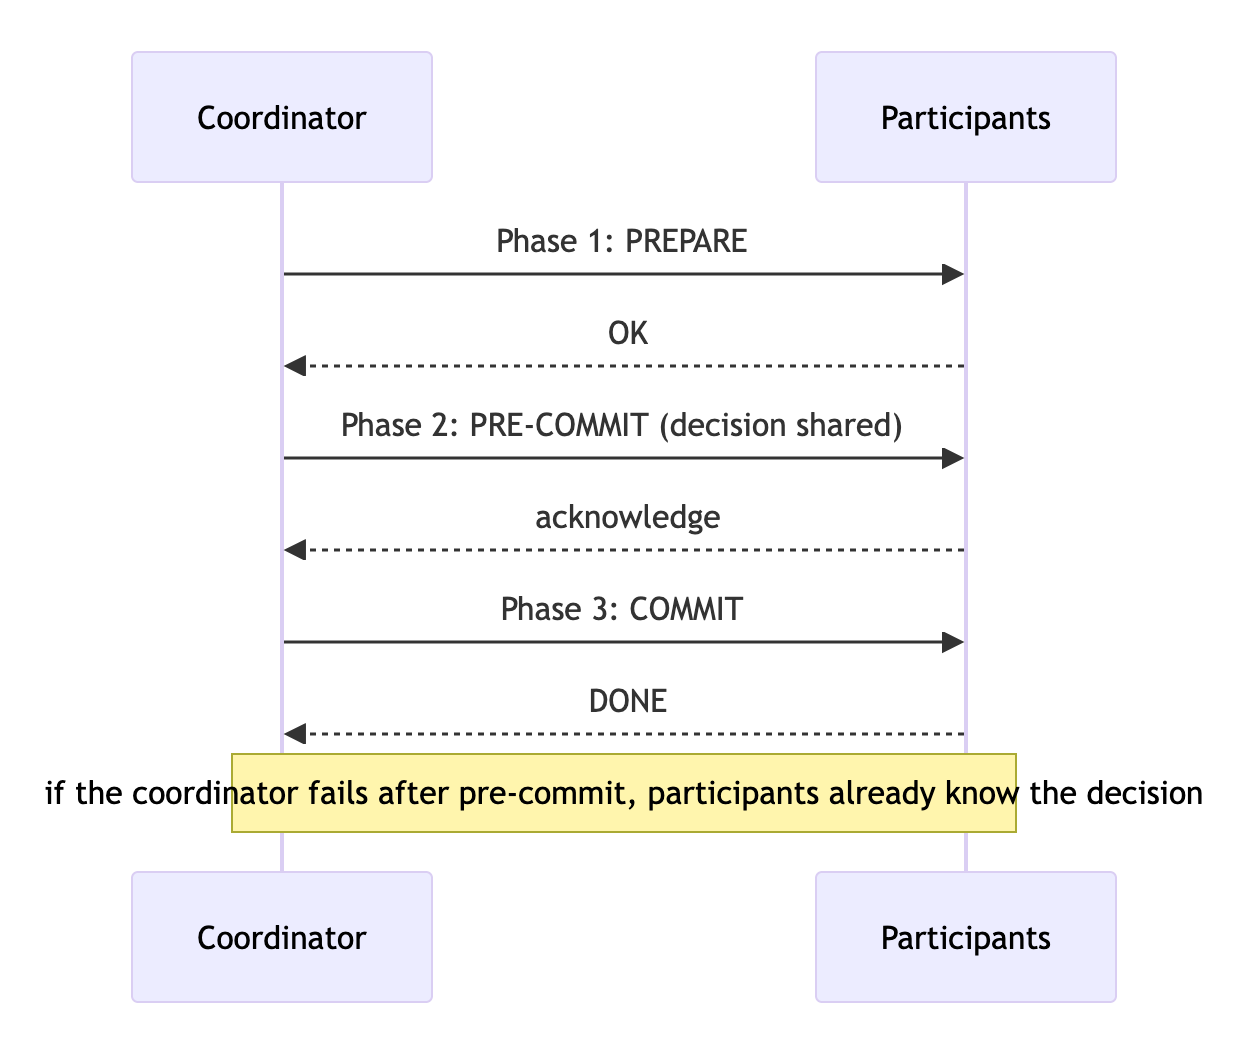 Coordinator
Participants
Phase 1: PREPARE
OK
Phase 2: PRE-COMMIT (decision shared)
acknowledge
Phase 3: COMMIT
DONE
if the coordinator fails after pre-commit, participants already know the decision
Coordinator
Participants